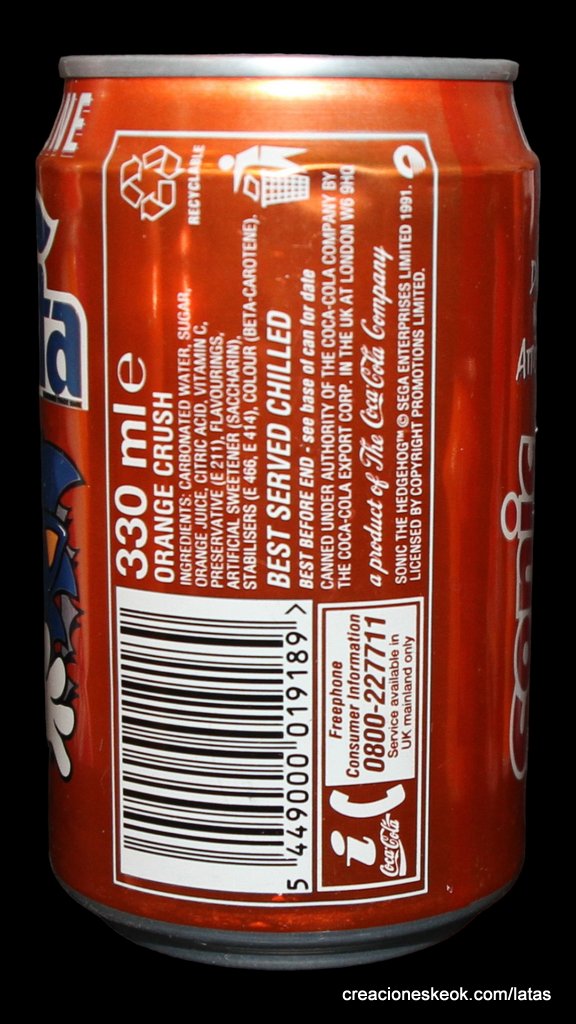 RECYCLABLE
330 ml e
ORANGE CRUSH
INGREDIENTS: CARBONATED WATER, SUGAR,
ORANGE JUICE, CITRIC ACID, VITAMIN C,
PRESERVATIVE (E 211), FLAVOURINGS,
ARTIFICIAL SWEETENER (SACCHARIN),
STABILISERS (E 466, E 414), COLOUR (BETA-CAROTENE).
BEST SERVED CHILLED
BEST BEFORE END - see base of can for date
CANNED UNDER AUTHORITY OF THE COCA-COLA COMPANY BY
THE COCA-COLA EXPORT CORP. IN THE UK AT LONDON W6 9HQ
a product of The Coca-Cola Company
SONIC THE HEDGEHOG™ © SEGA ENTERPRISES LIMITED 1991.
LICENSED BY COPYRIGHT PROMOTIONS LIMITED.
5 449000 019189 >
i
Coca-Cola
Freephone
Consumer Information
0800-227711
Service available in
UK mainland only
creacioneskeok.com/latas